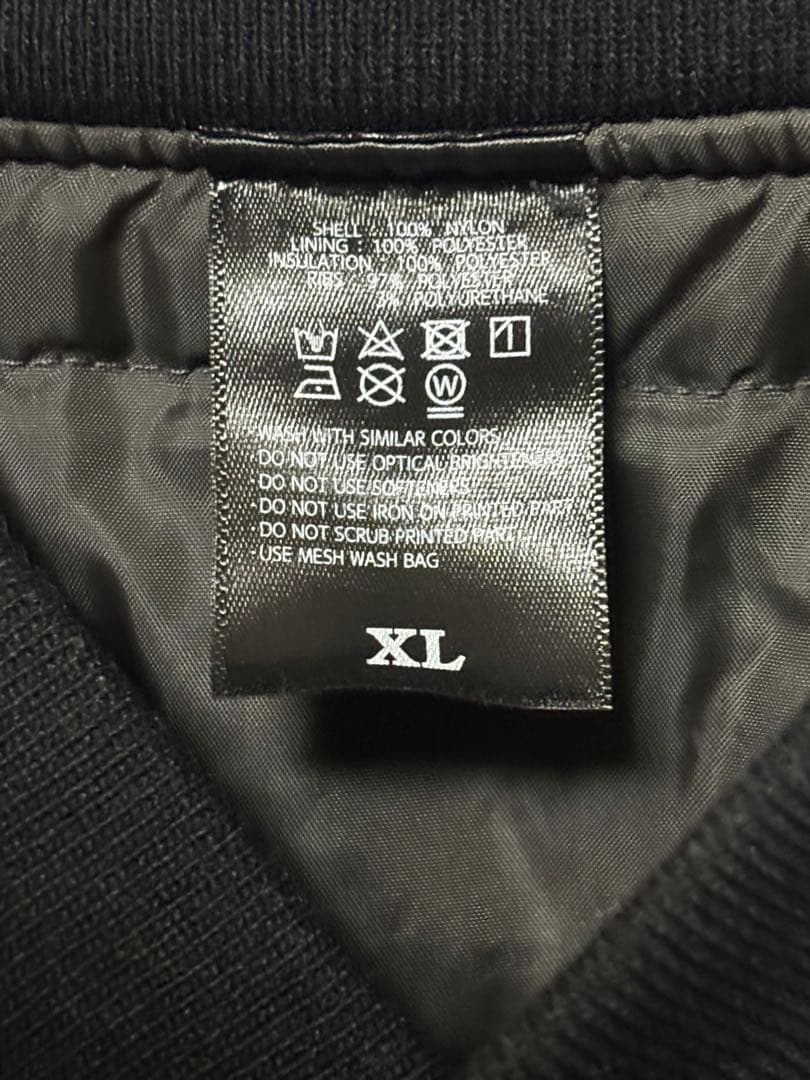 SHELL 100% NYLON
LINING : 100% POLYESTER
INSULATION 100% POLYESTER
RIBS 97% POLYESTER
3% POLYURETHANE
W
WASH WITH SIMILAR COLORS
DO NOT USE OPTICAL BRIGHTENERS
DO NOT USE SOFTENERS
DO NOT USE IRON ON PRINTED PART
DO NOT SCRUB PRINTED PART
USE MESH WASH BAG
XL